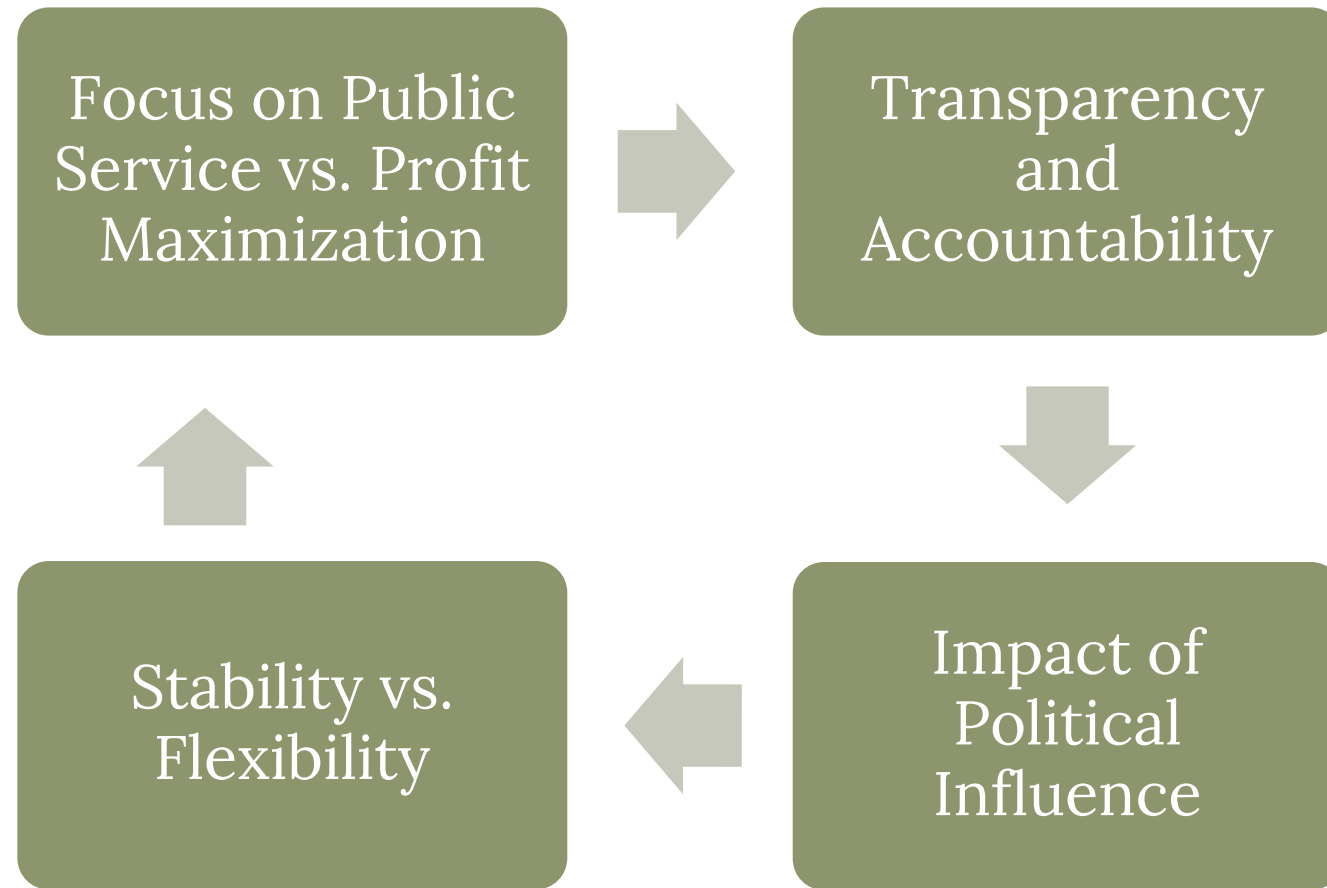 Focus on Public
Service vs. Profit
Maximization
Transparency
and
Accountability
Impact of
Political
Influence
Stability vs.
Flexibility